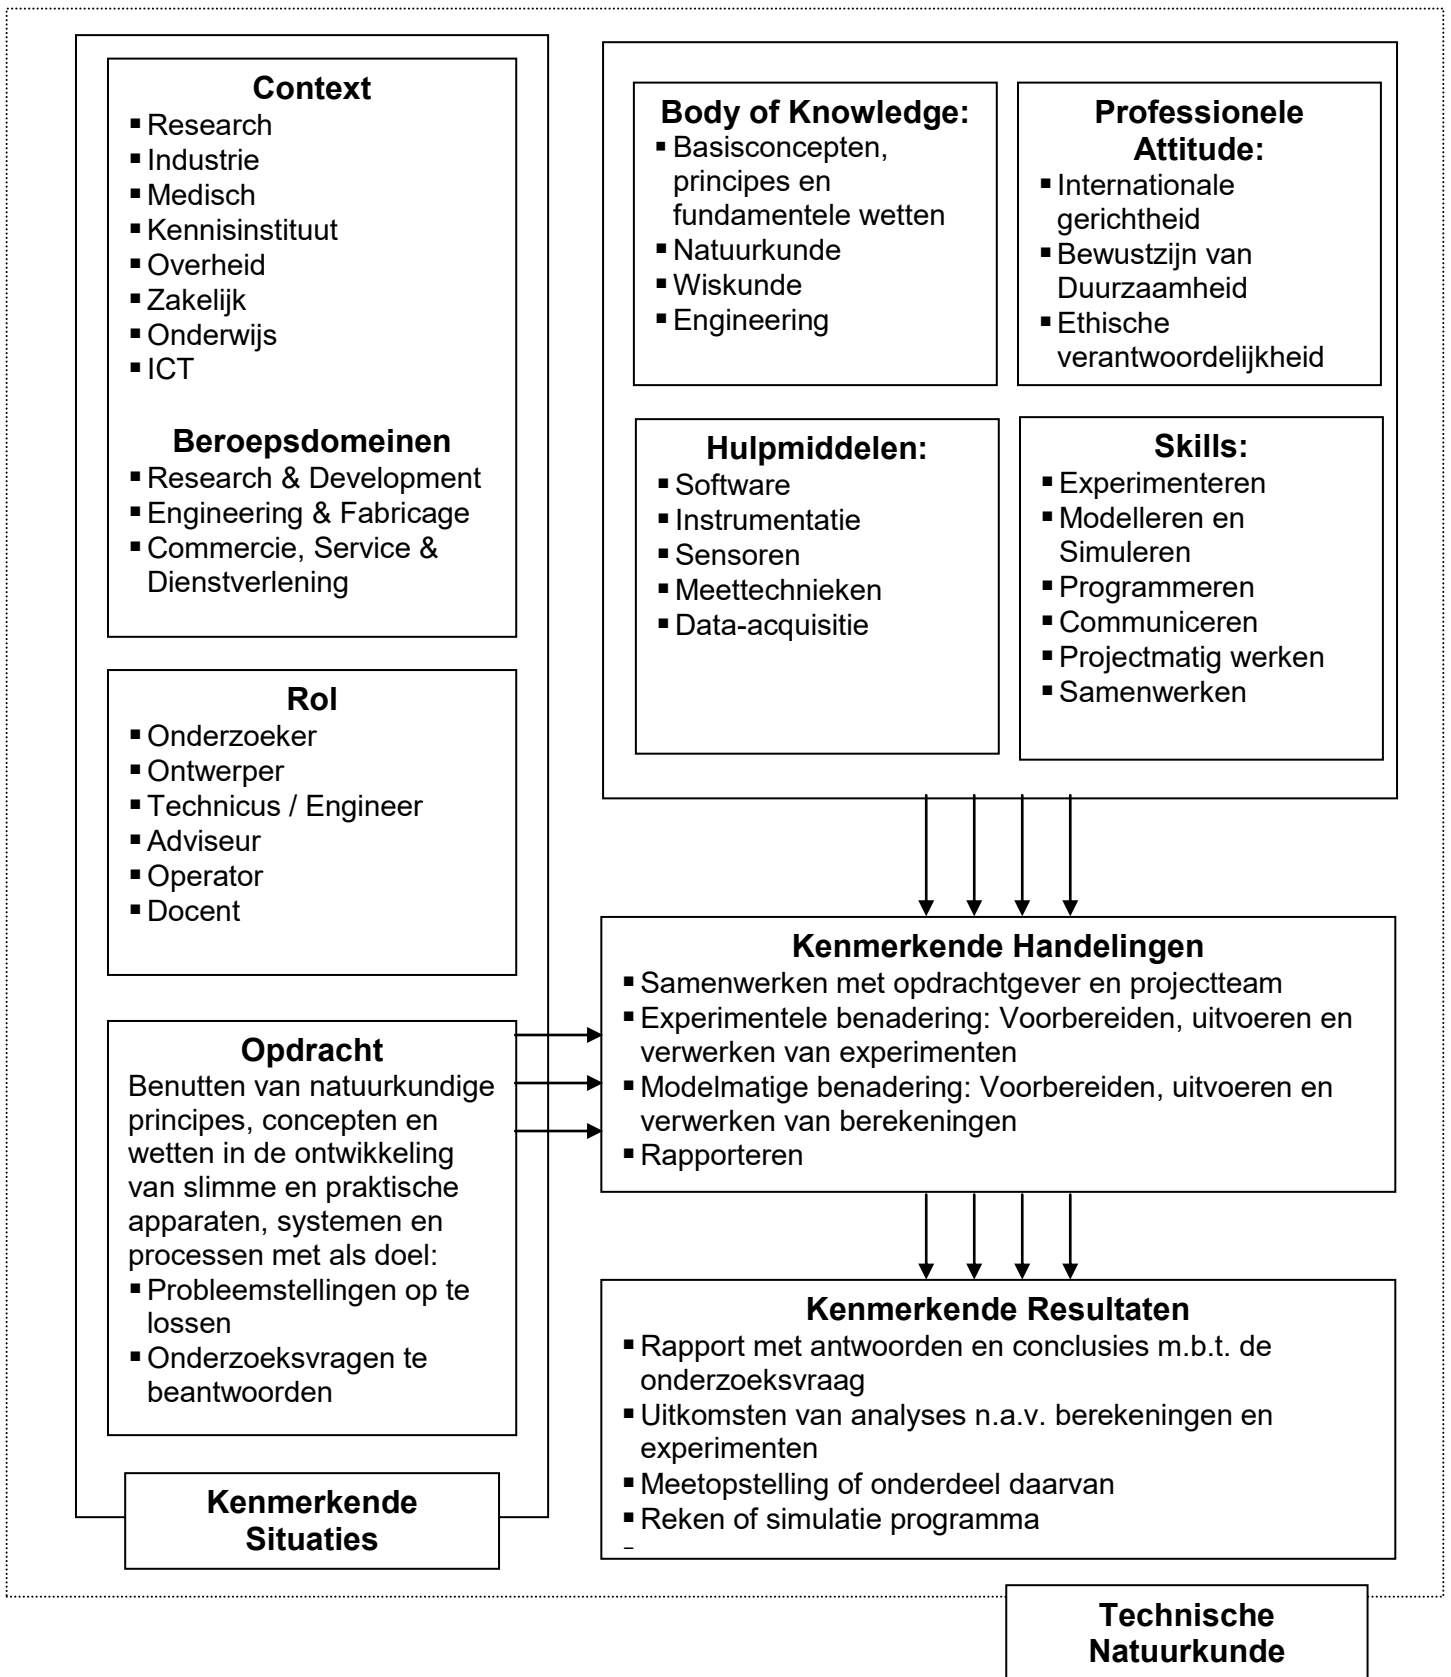 Context
▪ Research
▪ Industrie
▪ Medisch
▪ Kennisinstituut
▪ Overheid
▪ Zakelijk
▪ Onderwijs
▪ ICT
Beroepsdomeinen
▪ Research & Development
▪ Engineering & Fabricage
▪ Commercie, Service &
Dienstverlening
Rol
▪ Onderzoeker
▪ Ontwerper
▪ Technicus / Engineer
▪ Adviseur
▪ Operator
▪ Docent
Opdracht
Benutten van natuurkundige
principes, concepten en
wetten in de ontwikkeling
van slimme en praktische
apparaten, systemen en
processen met als doel:
▪ Probleemstellingen op te
lossen
▪ Onderzoeksvragen te
beantwoorden
Kenmerkende
Situaties
Body of Knowledge:
▪ Basisconcepten,
principes en
fundamentele wetten
▪ Natuurkunde
▪ Wiskunde
▪ Engineering
Professionele
Attitude:
▪ Internationale
gerichtheid
▪ Bewustzijn van
Duurzaamheid
▪ Ethische
verantwoordelijkheid
Hulpmiddelen:
▪ Software
▪ Instrumentatie
▪ Sensoren
▪ Meettechnieken
▪ Data-acquisitie
Skills:
▪ Experimenteren
▪ Modelleren en
Simuleren
▪ Programmeren
▪ Communiceren
▪ Projectmatig werken
▪ Samenwerken
Kenmerkende Handelingen
▪ Samenwerken met opdrachtgever en projectteam
▪ Experimentele benadering: Voorbereiden, uitvoeren en
verwerken van experimenten
▪ Modelmatige benadering: Voorbereiden, uitvoeren en
verwerken van berekeningen
▪ Rapporteren
Kenmerkende Resultaten
▪ Rapport met antwoorden en conclusies m.b.t. de
onderzoeksvraag
▪ Uitkomsten van analyses n.a.v. berekeningen en
experimenten
▪ Meetopstelling of onderdeel daarvan
▪ Reken of simulatie programma
Technische
Natuurkunde